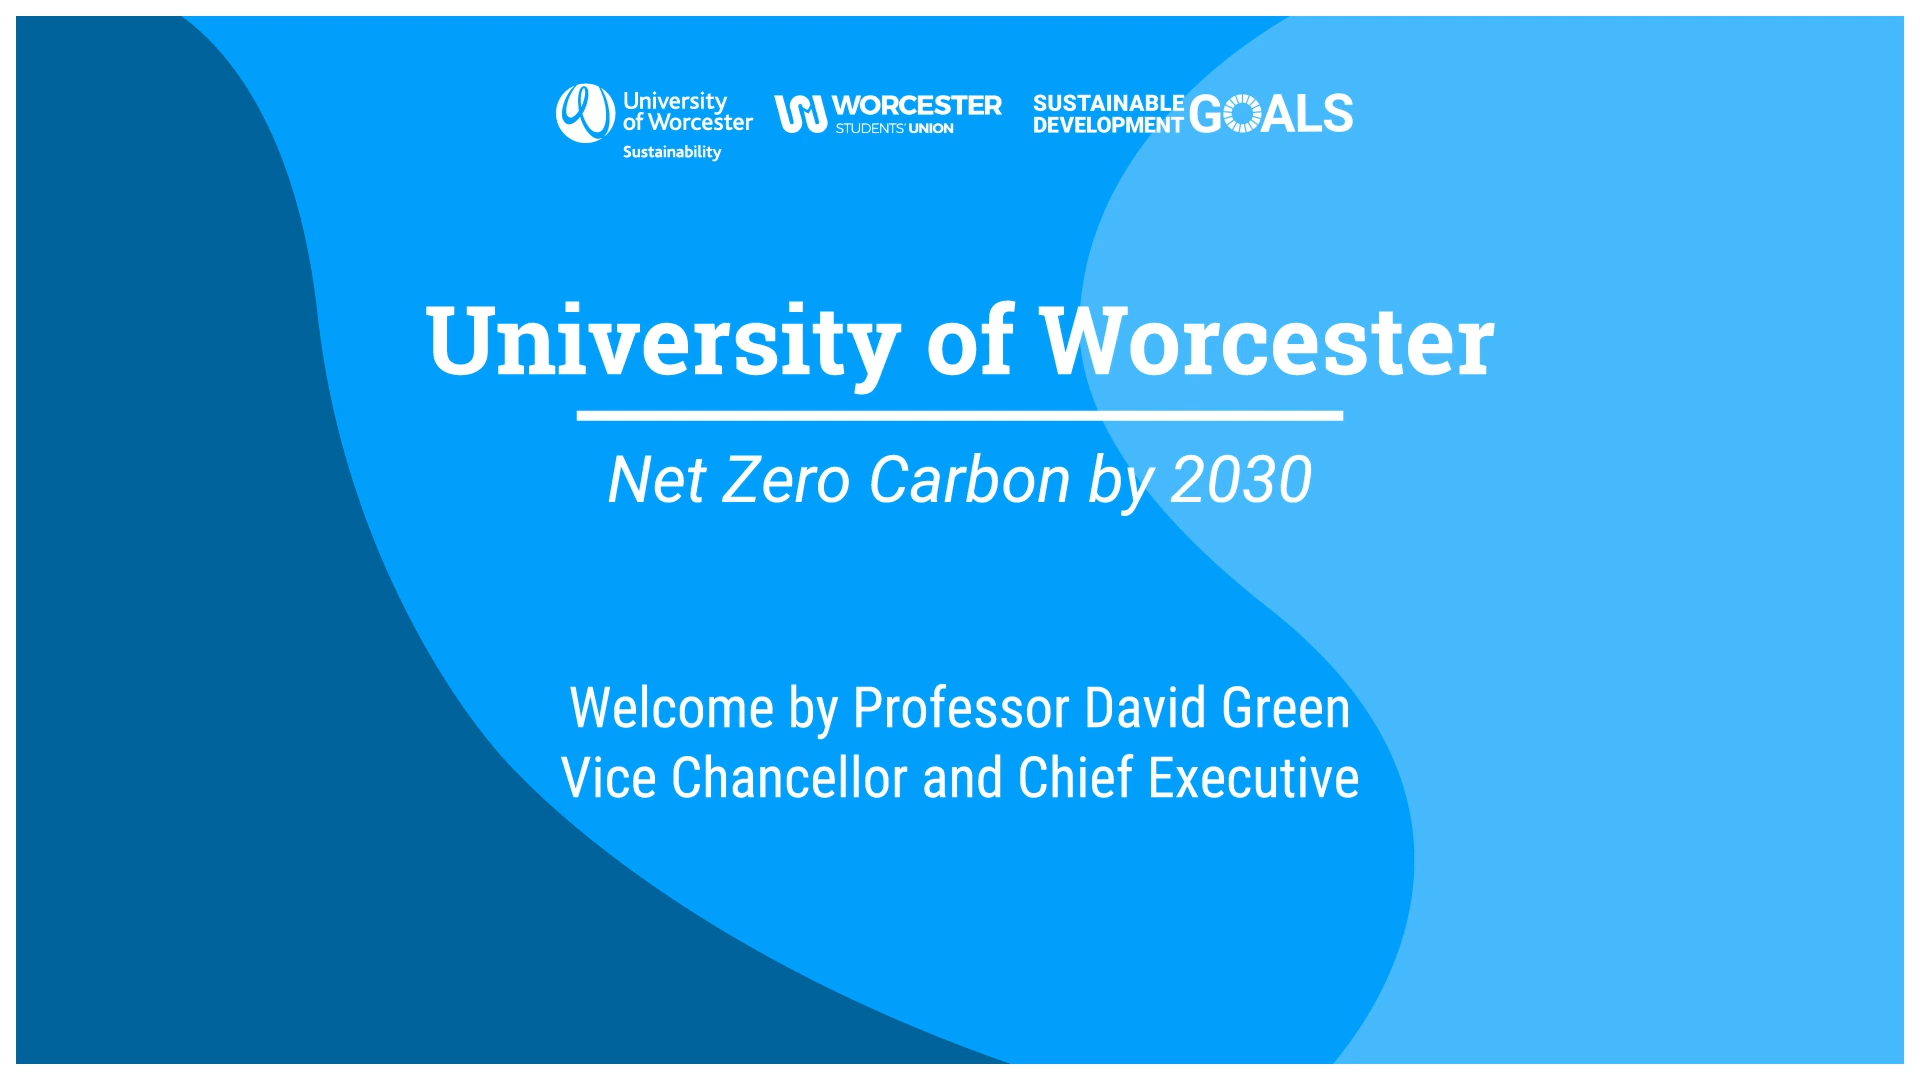 University
of Worcester
Sustainability
WORCESTER
STUDENTS' UNION
SUSTAINABLE
DEVELOPMENT
GOALS
University of Worcester
Net Zero Carbon by 2030
Welcome by Professor David Green
Vice Chancellor and Chief Executive